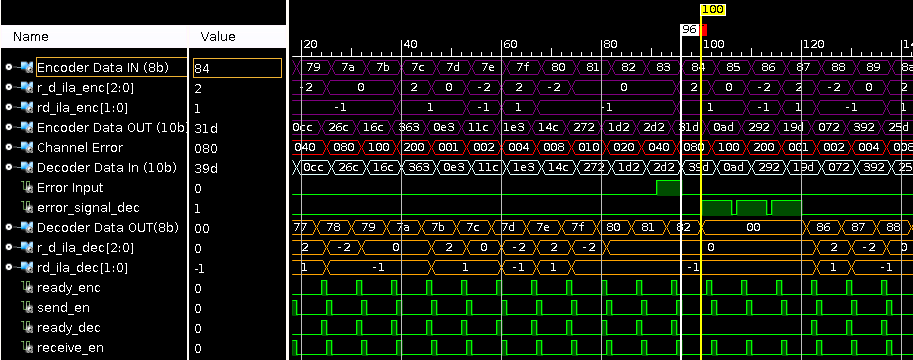 100
96
Name Value
20 40 60 80 100 120 14
Encoder Data IN (8b) 84 79 7a 7b 7c 7d 7e 7f 80 81 82 83 84 85 86 87 88 89 8a
r_d_ila_enc[2:0] 2 -2 0 2 0 -2 2 -2 0 2 0 -2 2 -2 0
rd_ila_enc[1:0] 1 -1 1 -1 1 -1 1 -1 1 -1 1
Encoder Data OUT (10b) 31d 0cc 26c 16c 363 0e3 11c 1e3 14c 272 1d2 2d2 31d 0ad 292 19d 072 392
Channel Error 080 040 080 100 200 001 002 004 008 010 020 040 080 100 200 001 002 004 008
Decoder Data In (10b) 39d 0cc 26c 16c 363 0e3 11c 1e3 14c 272 1d2 2d2 39d 0ad 292 19d 072 392 25
Error Input 0
error_signal_dec 1
Decoder Data OUT(8b) 00 77 78 79 7a 7b 7c 7d 7e 7f 80 81 82 00 86 87 88
r_d_ila_dec[2:0] 0 2 -2 0 2 0 -2 2 -2 0 2 -2 0
rd_ila_dec[1:0] -1 1 -1 1 -1 1 -1 1 -1
ready_enc 0
send_en 0
ready_dec 0
receive_en 0